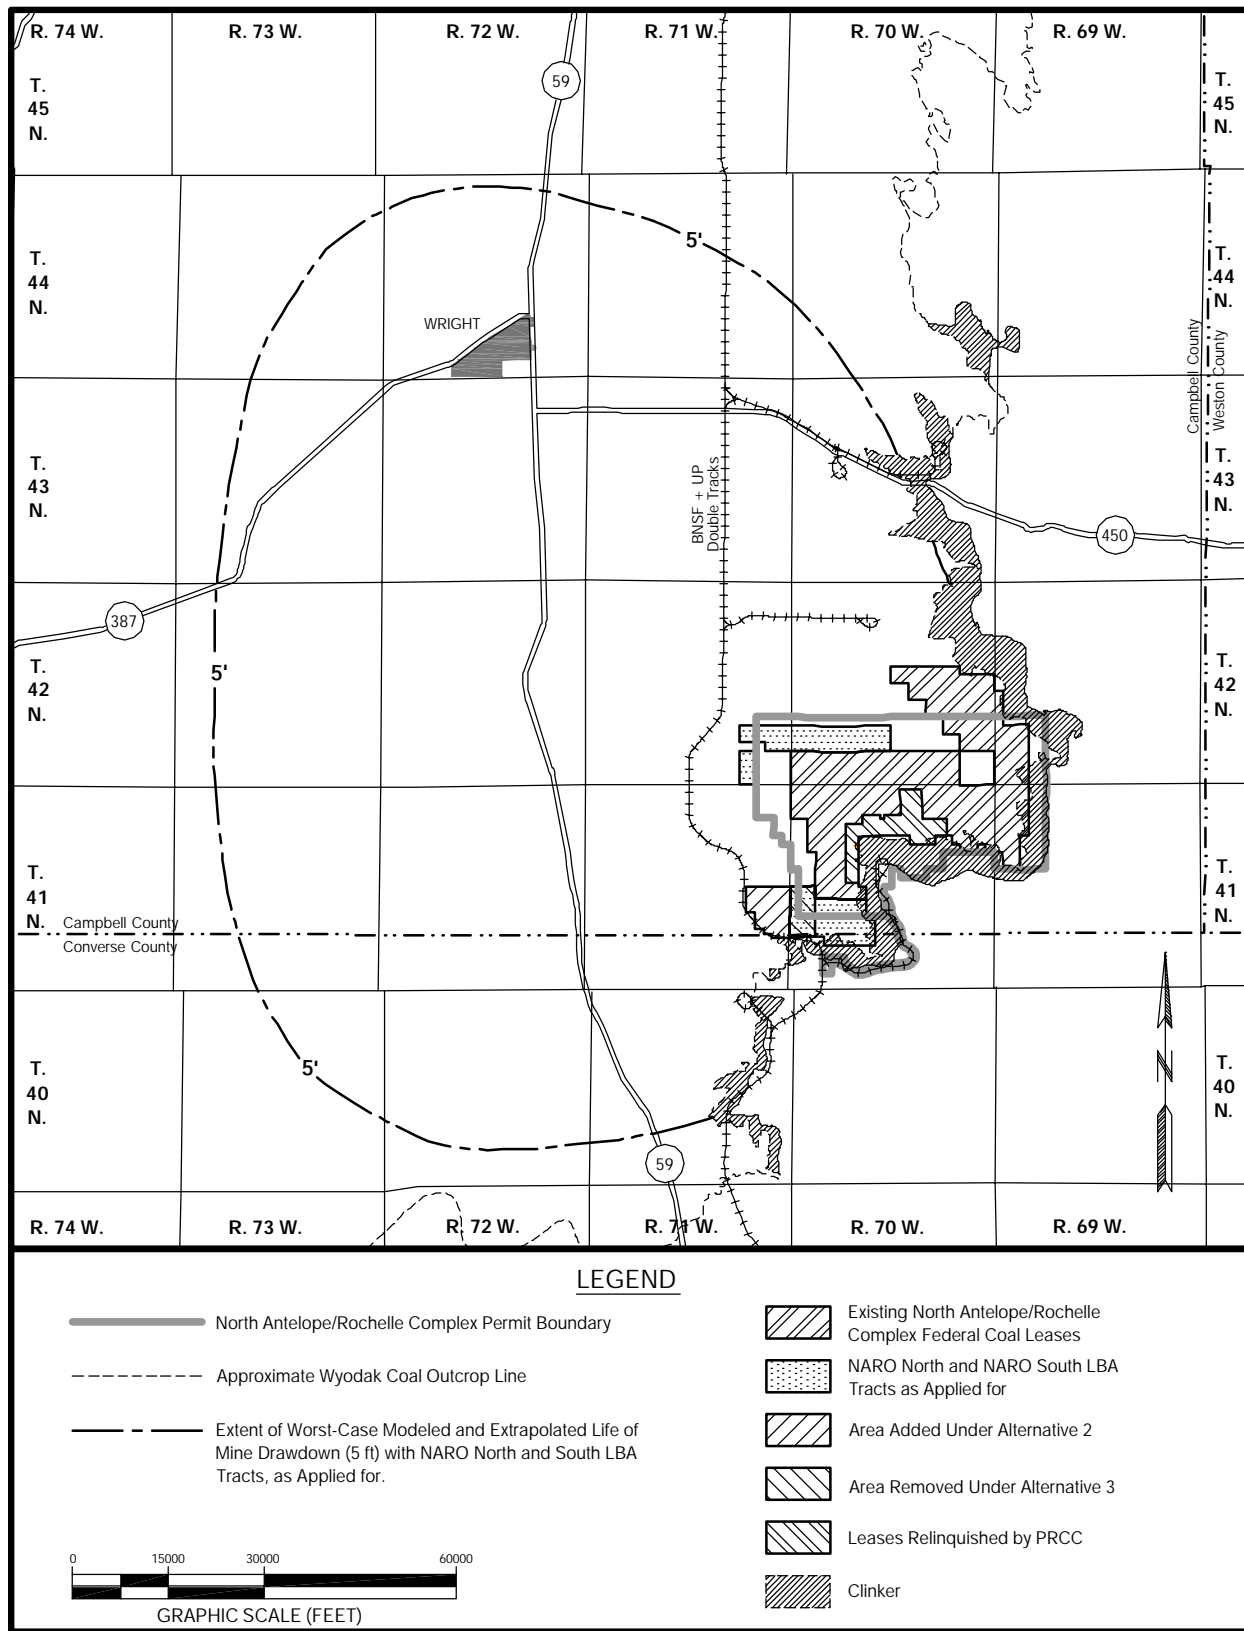 R. 74 W. R. 73 W. R. 72 W. R. 71 W. R. 70 W. R. 69 W.
T.
45
N.
59
T.
45
N.
T.
44
N.
5'
T.
44
N.
WRIGHT
Campbell County
Weston County
T.
43
N.
BNSF + UP
Double Tracks
T.
43
N.
450
387
T.
42
N.
5'
T.
42
N.
T.
41
N.
Campbell County
Converse County
T.
41
N.
T.
40
N.
5'
N
T.
40
N.
59
R. 74 W. R. 73 W. R. 72 W. R. 71 W. R. 70 W. R. 69 W.
LEGEND
North Antelope/Rochelle Complex Permit Boundary
Approximate Wyodak Coal Outcrop Line
Extent of Worst-Case Modeled and Extrapolated Life of
Mine Drawdown (5 ft) with NARO North and South LBA
Tracts, as Applied for.
Existing North Antelope/Rochelle
Complex Federal Coal Leases
NARO North and NARO South LBA
Tracts as Applied for
Area Added Under Alternative 2
Area Removed Under Alternative 3
Leases Relinquished by PRCC
Clinker
0 15000 30000 60000
GRAPHIC SCALE (FEET)